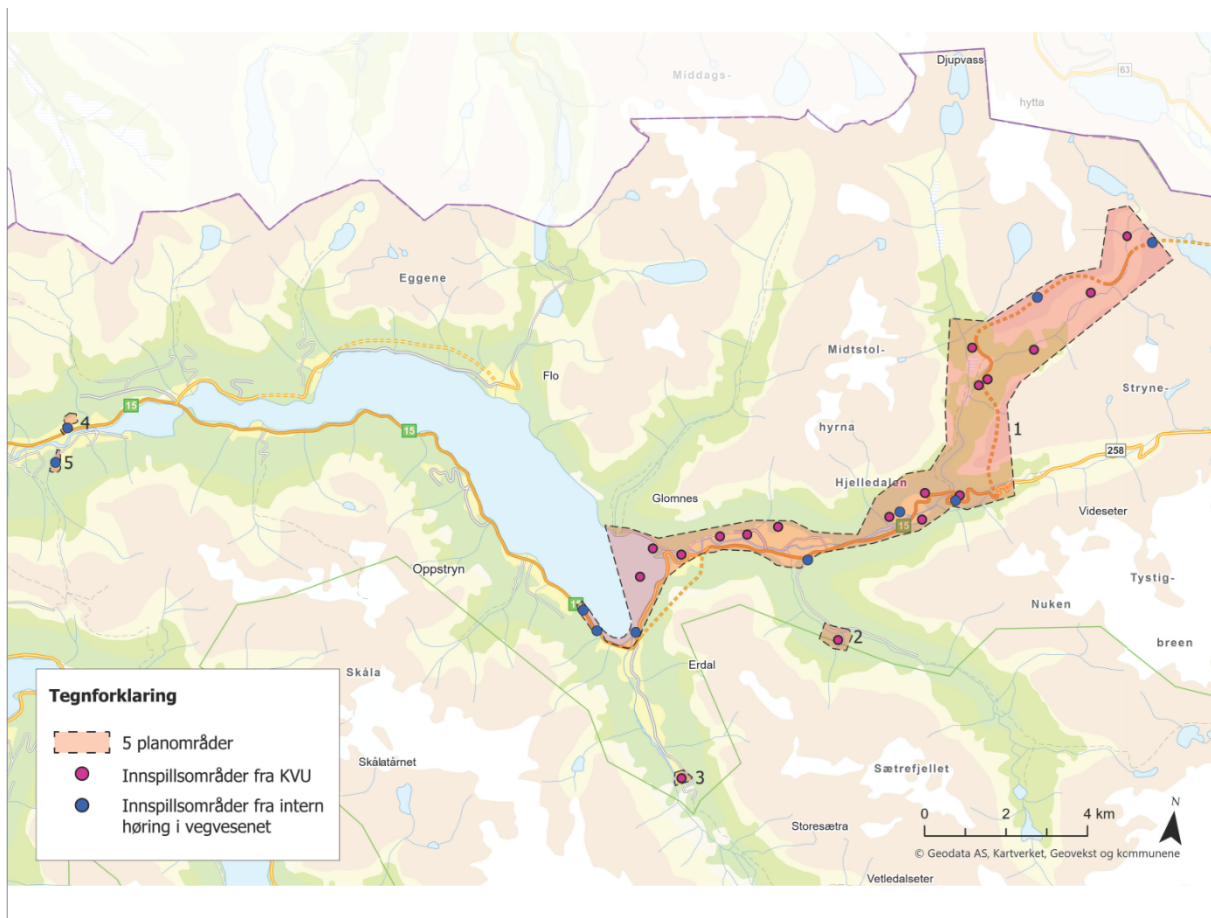 Djupvass-
63
Middags-
hytta
Eggene
Flo
Midtstol-
hyrna
Stryne-
15
4
15
5
1
258
Hjelledalen
Glomnes
15
Videseter
Oppstryn
Tystig-
15
Nuken
breen
2
Erdal
Skåla
Tegnforklaring
5 planområder
Innspillsområder fra KVU
Innspillsområder fra intern
høring i vegvesenet
Skålatårnet
3
Sætrefjellet
Storesætra
Vetledalseter
N
0 2 4 km
© Geodata AS, Kartverket, Geovekst og kommunene